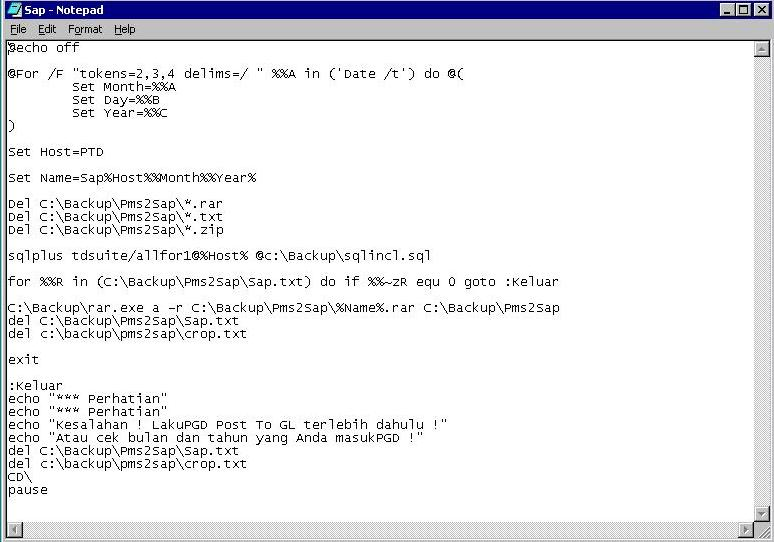 Sap - Notepad
File Edit Format Help
@echo off
@For /F "tokens=2,3,4 delims=/ " %%A in ('Date /t') do @(
Set Month=%%A
Set Day=%%B
Set Year=%%C
)
Set Host=PTD
Set Name=Sap%Host%%Month%%Year%
Del C:\Backup\Pms2Sap\*.rar
Del C:\Backup\Pms2Sap\*.txt
Del C:\Backup\Pms2Sap\*.zip
sqlplus tdsuite/allfor1@%Host% @c:\Backup\sqlincl.sql
for %%R in (C:\Backup\Pms2Sap\Sap.txt) do if %%~zR equ 0 goto :Keluar
C:\Backup\rar.exe a -r C:\Backup\Pms2Sap\%Name%.rar C:\Backup\Pms2Sap
del C:\Backup\Pms2Sap\Sap.txt
del c:\backup\pms2sap\crop.txt
exit
:Keluar
echo "*** Perhatian"
echo "*** Perhatian"
echo "Kesalahan ! LakuPGD Post To GL terlebih dahulu !"
echo "Atau cek bulan dan tahun yang Anda masukPGD !"
del C:\Backup\Pms2Sap\Sap.txt
del c:\backup\pms2sap\crop.txt
CD\
pause